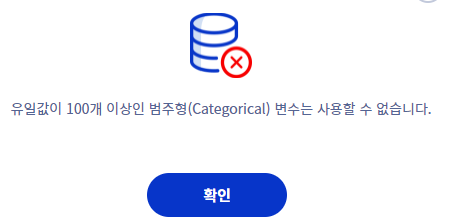 유일값이 100개 이상인 범주형(Categorical) 변수는 사용할 수 없습니다.
확인